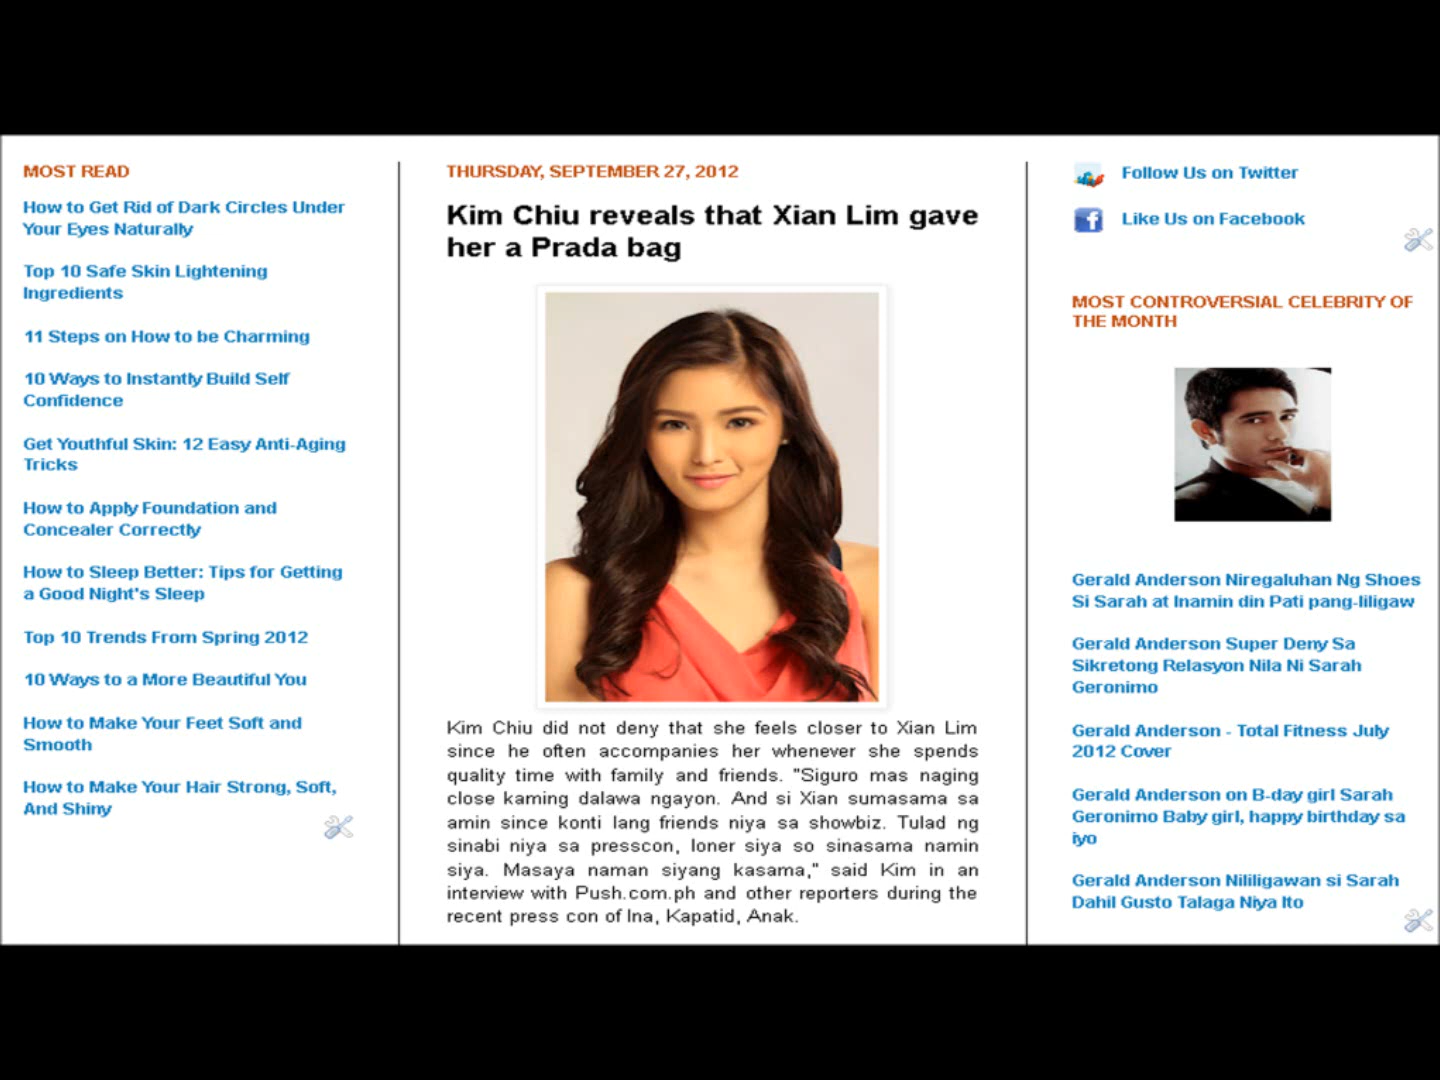 MOST READ
How to Get Rid of Dark Circles Under
Your Eyes Naturally
Top 10 Safe Skin Lightening
Ingredients
11 Steps on How to be Charming
10 Ways to Instantly Build Self
Confidence
Get Youthful Skin: 12 Easy Anti-Aging
Tricks
How to Apply Foundation and
Concealer Correctly
How to Sleep Better: Tips for Getting
a Good Night's Sleep
Top 10 Trends From Spring 2012
10 Ways to a More Beautiful You
How to Make Your Feet Soft and
Smooth
How to Make Your Hair Strong, Soft,
And Shiny
THURSDAY, SEPTEMBER 27, 2012
Kim Chiu reveals that Xian Lim gave
her a Prada bag
Kim Chiu did not deny that she feels closer to Xian Lim
since he often accompanies her whenever she spends
quality time with family and friends. "Siguro mas naging
close kaming dalawa ngayon. And si Xian sumasama sa
amin since konti lang friends niya sa showbiz. Tulad ng
sinabi niya sa presscon, loner siya so sinasama namin
siya. Masaya naman siyang kasama," said Kim in an
interview with Push.com.ph and other reporters during the
recent press con of Ina, Kapatid, Anak.
Follow Us on Twitter
Like Us on Facebook
MOST CONTROVERSIAL CELEBRITY OF
THE MONTH
Gerald Anderson Niregaluhan Ng Shoes
Si Sarah at Inamin din Pati pang-liligaw
Gerald Anderson Super Deny Sa
Sikretong Relasyon Nila Ni Sarah
Geronimo
Gerald Anderson - Total Fitness July
2012 Cover
Gerald Anderson on B-day girl Sarah
Geronimo Baby girl, happy birthday sa
iyo
Gerald Anderson Nililigawan si Sarah
Dahil Gusto Talaga Niya Ito